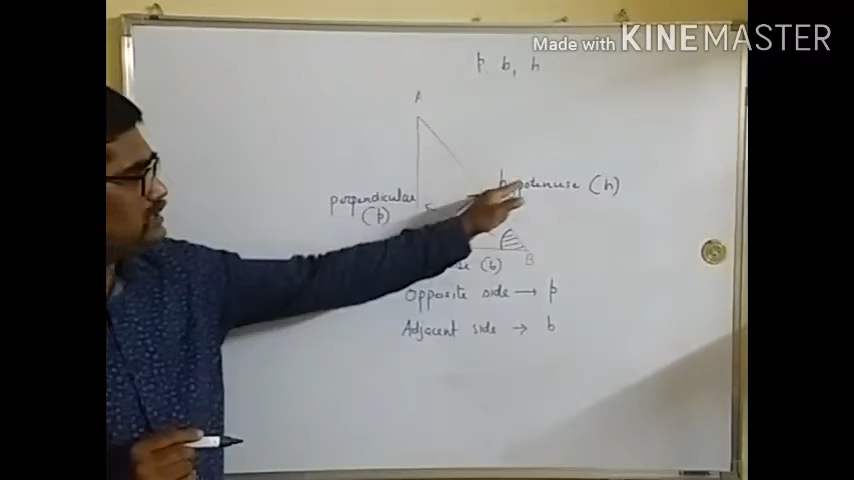 Made with KINEMASTER
p b, h
A
perpendicular
(p)
hypotenuse (h)
(b)
B
Opposite side → p
Adjacent side → b